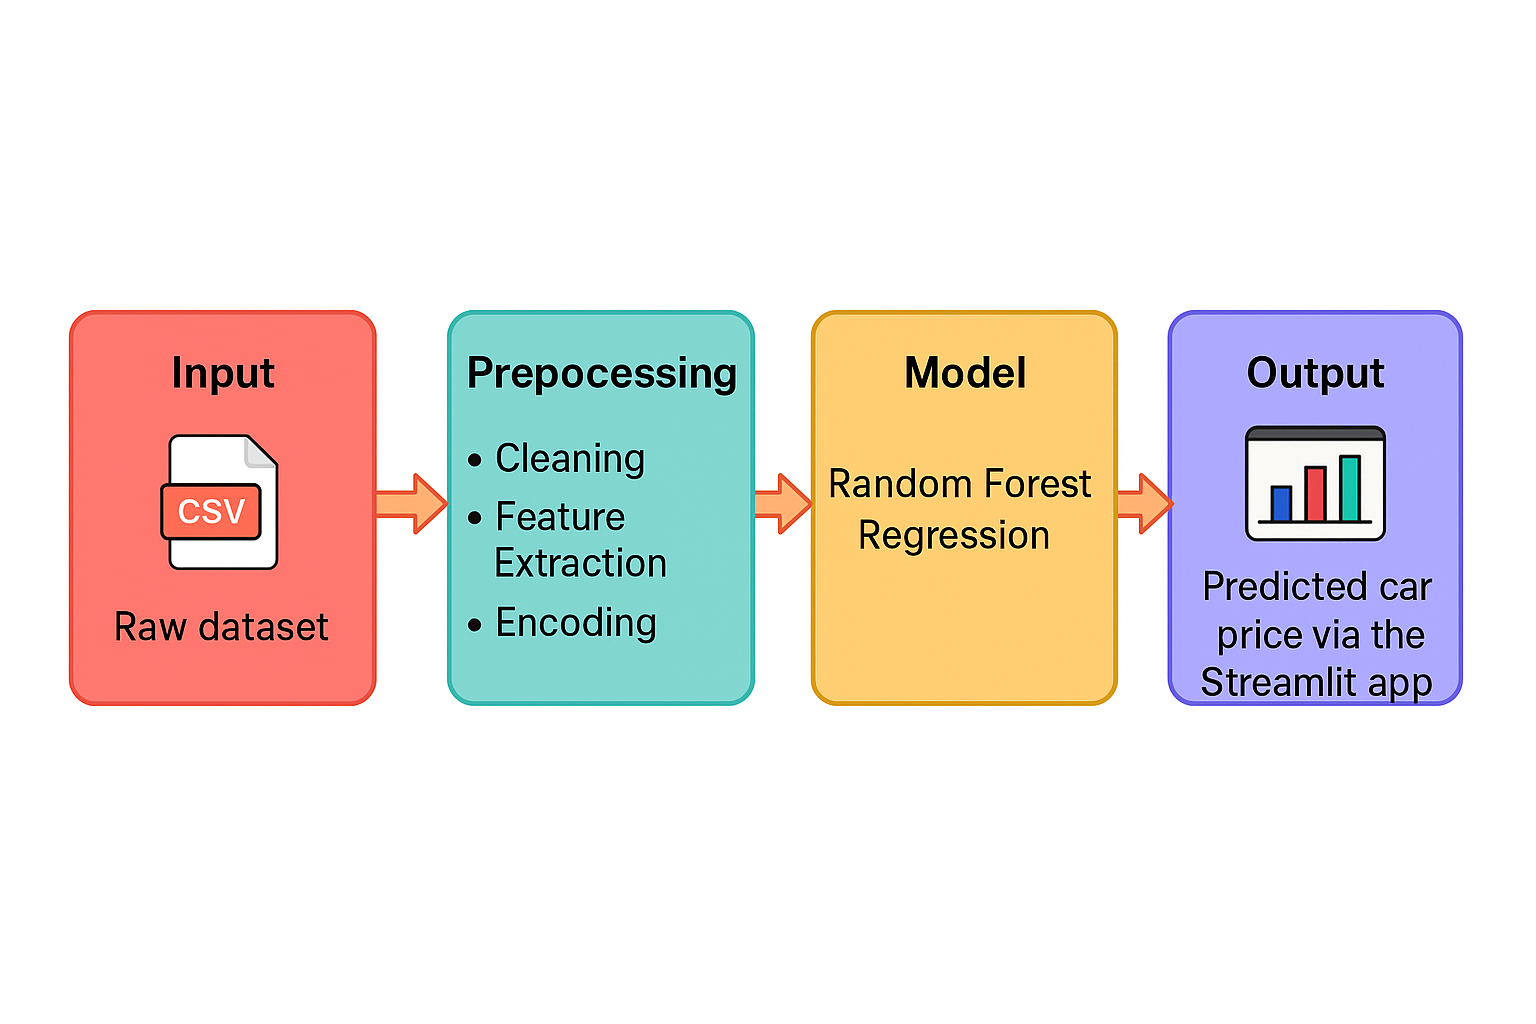 Input
CSV
Raw dataset
Prepocessing
• Cleaning
• Feature
Extraction
• Encoding
Model
Random Forest
Regression
Output
Predicted car
price via the
Streamlit app